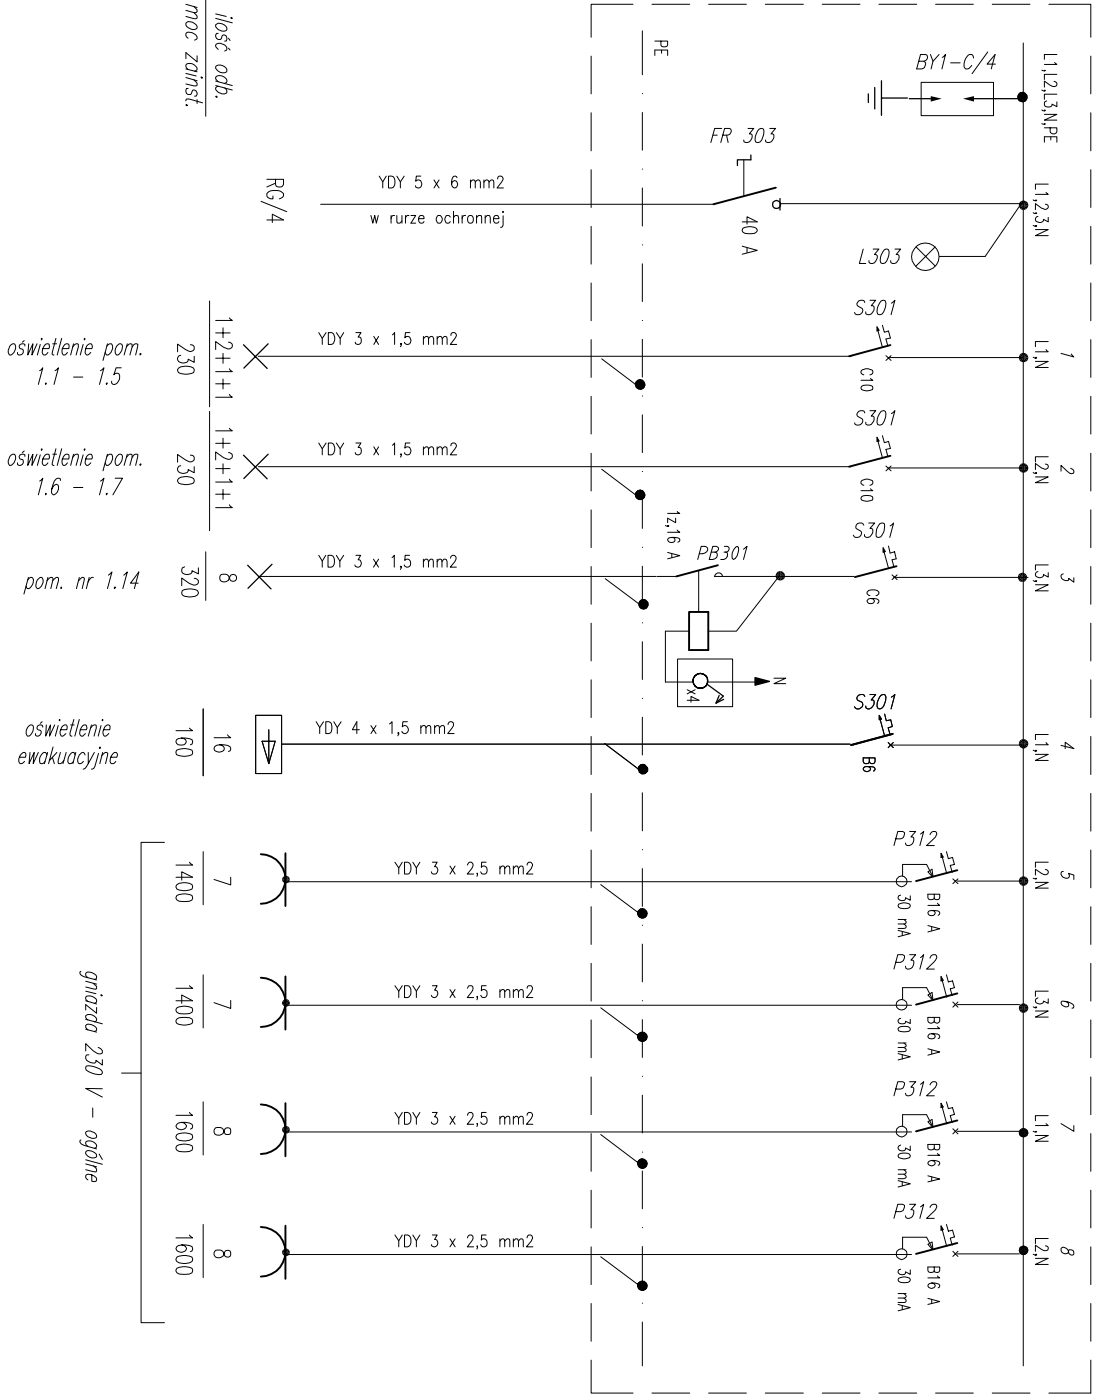 ilość odb.
moc zainst.
PE
L1,L2,L3,N,PE
BY1-C/4
FR 303
40 A
L1,2,3,N
YDY 5 x 6 mm2
w rurze ochronnej
RG/4
L303
1
L1,N
S301
C10
YDY 3 x 1,5 mm2
1+2+1+1
230
oświetlenie pom.
1.1 - 1.5
2
L2,N
S301
C10
YDY 3 x 1,5 mm2
1+2+1+1
230
oświetlenie pom.
1.6 - 1.7
3
L3,N
S301
C6
PB301
1z,16 A
x4
N
YDY 3 x 1,5 mm2
8
320
pom. nr 1.14
4
L1,N
S301
B6
YDY 4 x 1,5 mm2
16
160
oświetlenie
ewakuacyjne
5
L2,N
P312
B16 A
30 mA
YDY 3 x 2,5 mm2
7
1400
6
L3,N
P312
B16 A
30 mA
YDY 3 x 2,5 mm2
7
1400
7
L1,N
P312
B16 A
30 mA
YDY 3 x 2,5 mm2
8
1600
8
L2,N
P312
B16 A
30 mA
YDY 3 x 2,5 mm2
8
1600
gniazda 230 V - ogólne